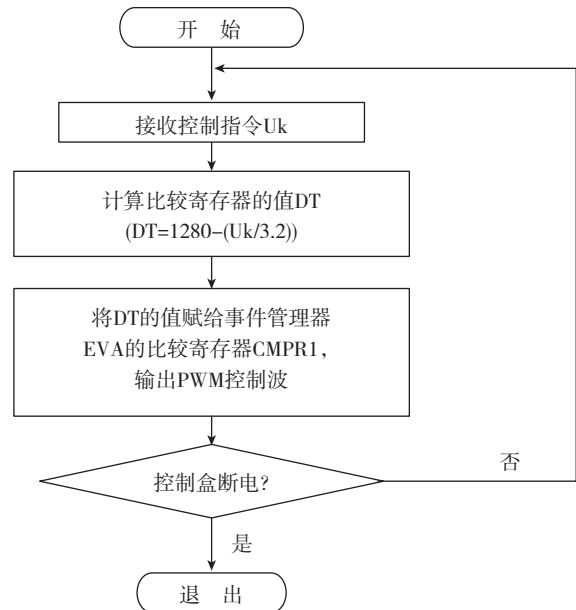 开 始
接收控制指令Uk
计算比较寄存器的值DT
(DT=1280-(Uk/3.2))
将DT的值赋给事件管理器
EVA的比较寄存器CMPR1,
输出PWM控制波
控制盒断电?
否
是
退 出